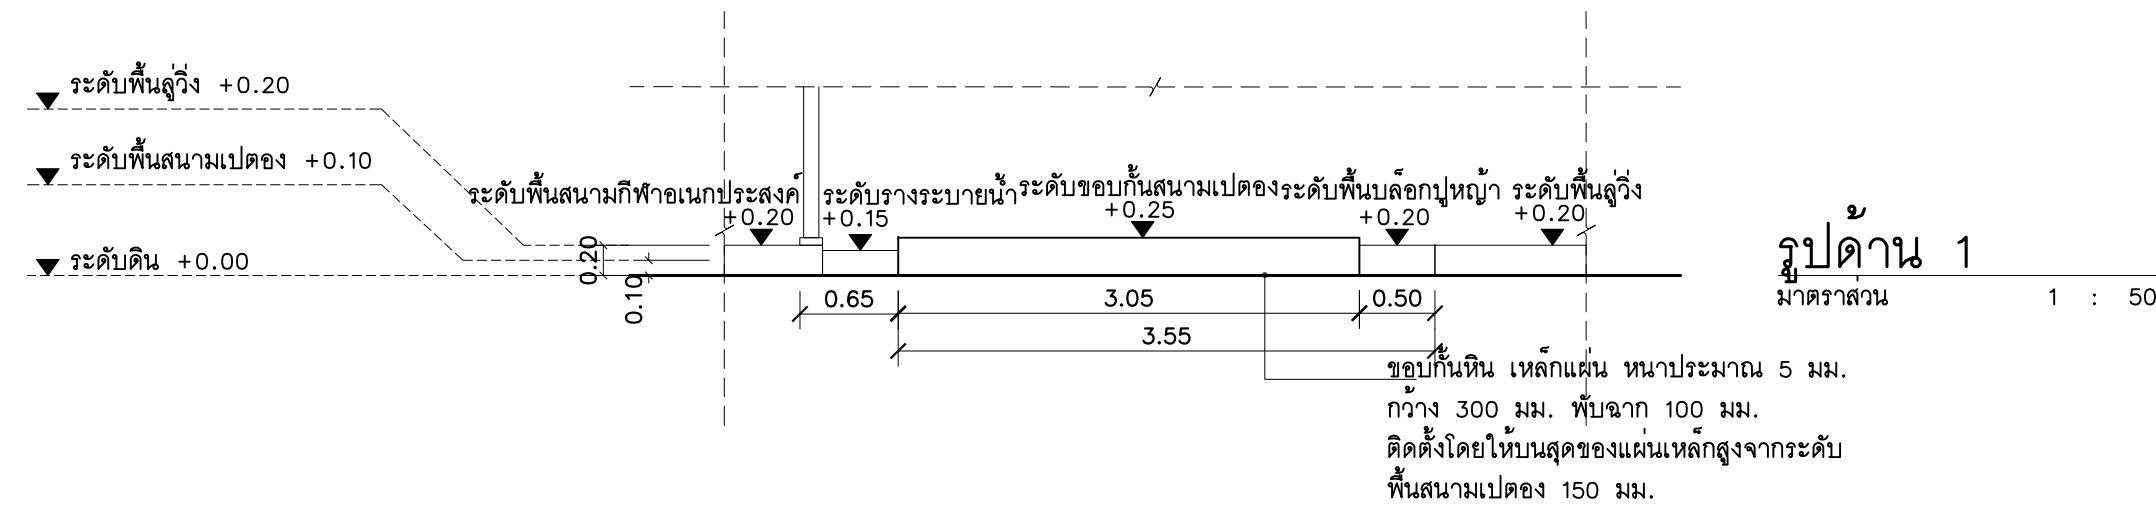 ระดับพื้นลู่วิ่ง +0.20
ระดับพื้นสนามเปตอง +0.10
ระดับดิน +0.00
ระดับพื้นสนามกีฬาอเนกประสงค์
+0.20
ระดับรางระบายน้ำ
+0.15
ระดับขอบกั้นสนามเปตอง
+0.25
ระดับพื้นบล็อกปูหญ้า
+0.20
ระดับพื้นลู่วิ่ง
+0.20
0.20
0.10
0.65
3.05
0.50
3.55
รูปด้าน 1
มาตราส่วน 1 : 50
ขอบกั้นหิน เหล็กแผ่น หนาประมาณ 5 มม.
กว้าง 300 มม. พับฉาก 100 มม.
ติดตั้งโดยให้บนสุดของแผ่นเหล็กสูงจากระดับ
พื้นสนามเปตอง 150 มม.